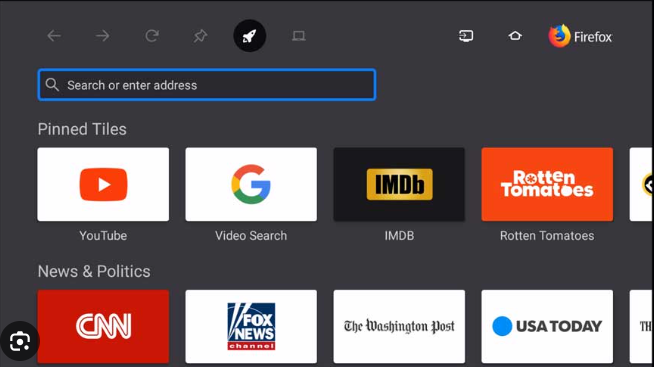 Firefox
Search or enter address
Pinned Tiles
IMDb
Rotten
Tomatoes
YouTube
Video Search
IMDB
Rotten Tomatoes
News & Politics
CNN
FOX
NEWS
channel
The Washington Post
USA TODAY
TH